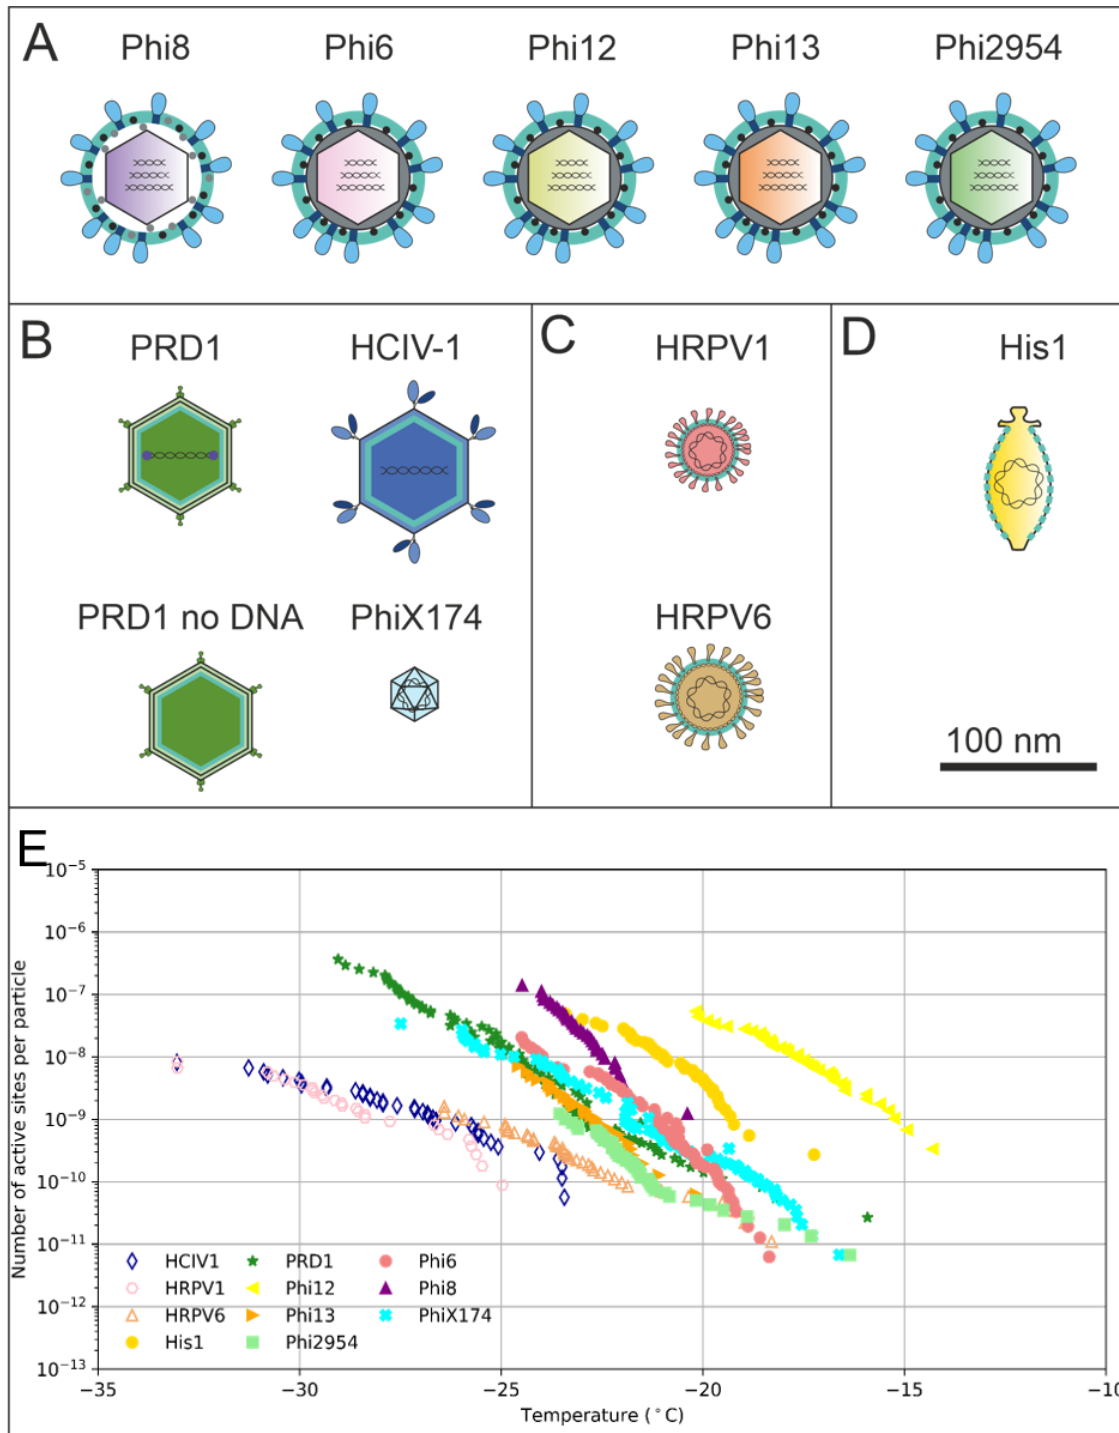 A
Phi8 Phi6 Phi12 Phi13 Phi2954
B
PRD1 HCIV-1
PRD1 no DNA PhiX174
C
HRPV1
HRPV6
D
His1
100 nm
E
Number of active sites per particle
10⁻⁵
10⁻⁶
10⁻⁷
10⁻⁸
10⁻⁹
10⁻¹⁰
10⁻¹¹
10⁻¹²
10⁻¹³
HCIV1 PRD1 Phi6
HRPV1 Phi12 Phi8
HRPV6 Phi13 PhiX174
His1 Phi2954
−35 −30 −25 −20 −15 −10
Temperature (°C)